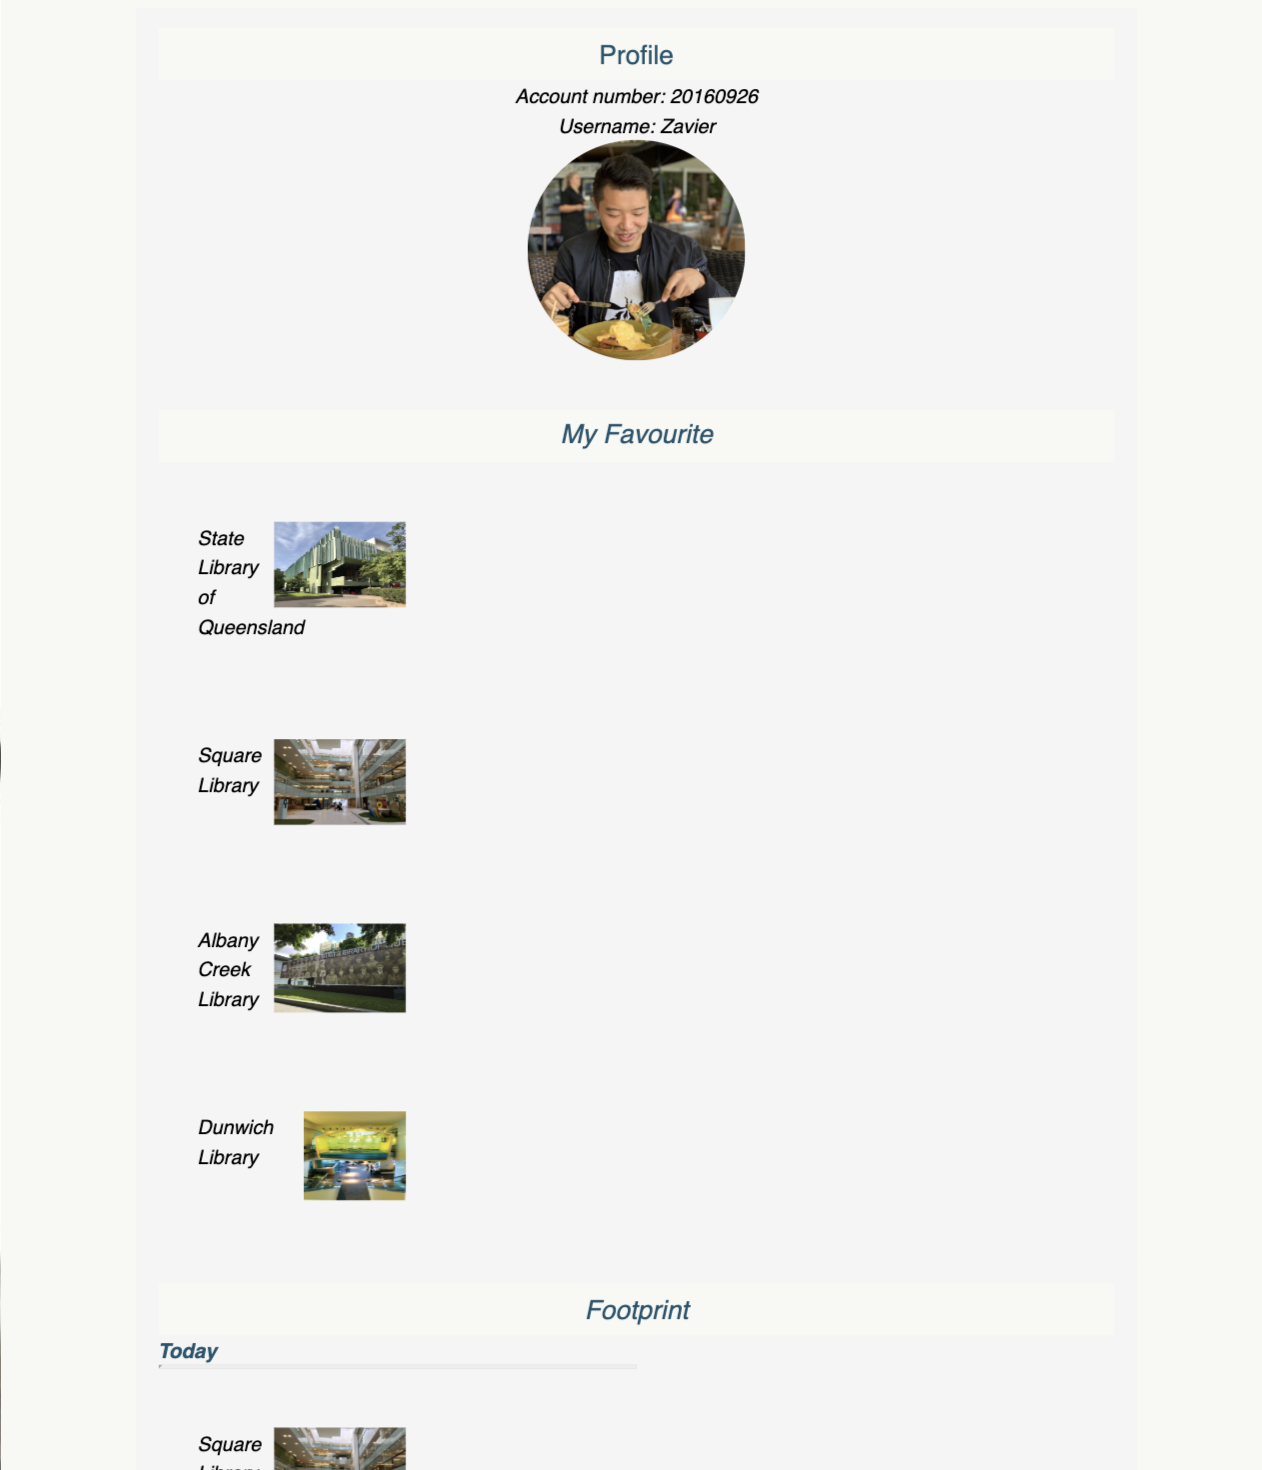 Profile
Account number: 20160926
Username: Zavier
My Favourite
State
Library
of
Queensland
Square
Library
Albany
Creek
Library
Dunwich
Library
Footprint
Today
Square